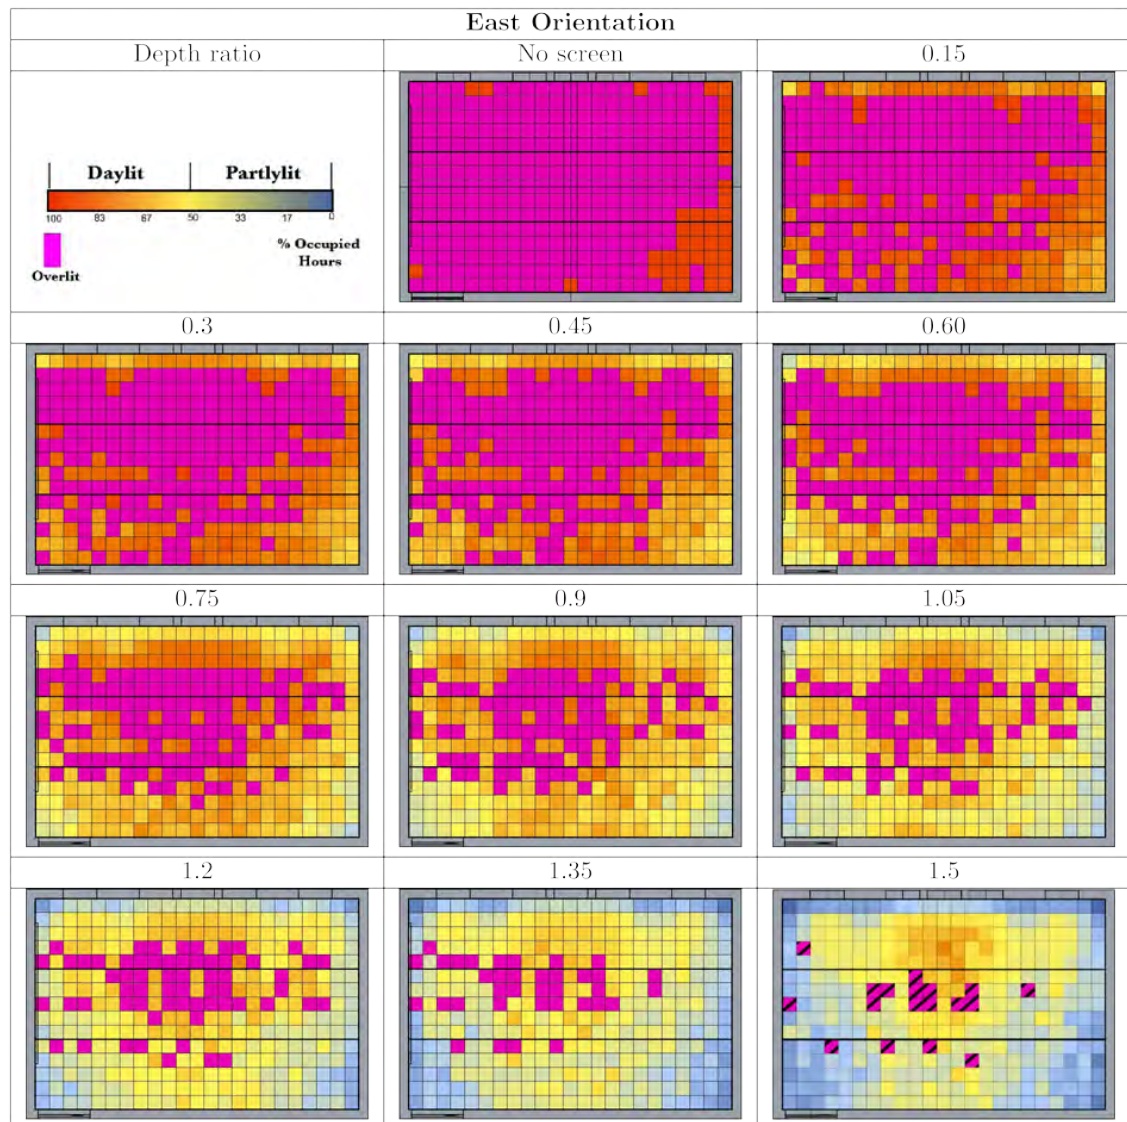 East Orientation
Depth ratio
No screen
0.15
Daylit
Partlylit
100
83
67
50
33
17
0
Overlit
% Occupied
Hours
0.3
0.45
0.60
0.75
0.9
1.05
1.2
1.35
1.5